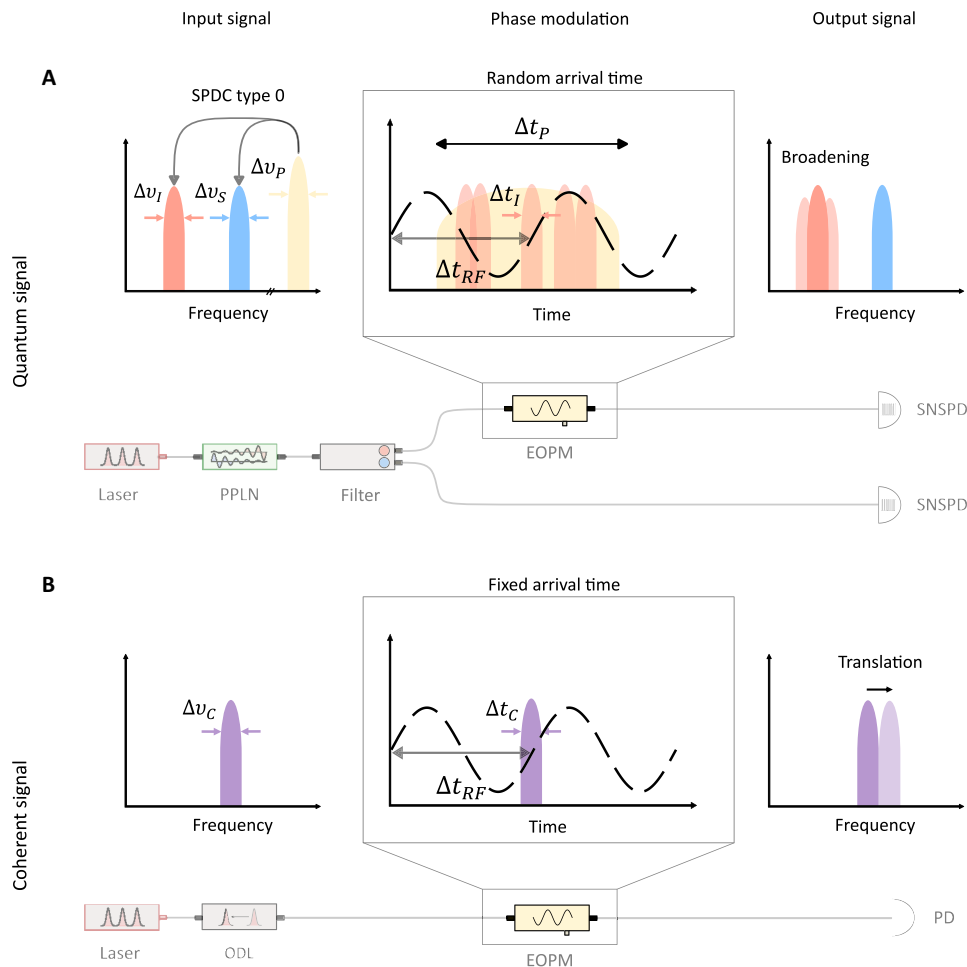 Input signal
Phase modulation
Output signal
A
Random arrival time
SPDC type 0
Δυ_I
Δυ_S
Δυ_P
Frequency
Δt_P
Δt_I
Δt_RF
Time
Broadening
Frequency
Quantum signal
EOPM
SNSPD
Laser
PPLN
Filter
SNSPD
B
Fixed arrival time
Δυ_C
Frequency
Δt_C
Δt_RF
Time
Translation
Frequency
Coherent signal
Laser
ODL
EOPM
PD